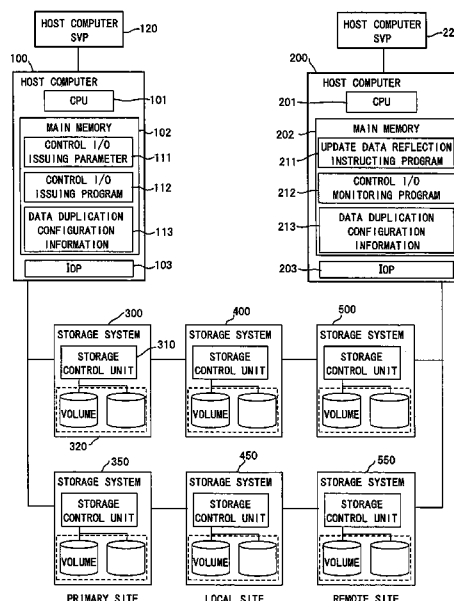 HOST COMPUTER
SVP
120
100
HOST COMPUTER
CPU
101
MAIN MEMORY
102
CONTROL I/O
ISSUING PARAMETER
111
CONTROL I/O
ISSUING PROGRAM
112
DATA DUPLICATION
CONFIGURATION
INFORMATION
113
IOP
103
HOST COMPUTER
SVP
22
200
HOST COMPUTER
201
CPU
202
MAIN MEMORY
211
UPDATE DATA REFLECTION
INSTRUCTING PROGRAM
212
CONTROL I/O
MONITORING PROGRAM
213
DATA DUPLICATION
CONFIGURATION
INFORMATION
203
IOP
300
STORAGE SYSTEM
310
STORAGE
CONTROL UNIT
VOLUME
320
400
STORAGE SYSTEM
STORAGE
CONTROL UNIT
VOLUME
500
STORAGE SYSTEM
STORAGE
CONTROL UNIT
VOLUME
350
STORAGE SYSTEM
STORAGE
CONTROL UNIT
VOLUME
450
STORAGE SYSTEM
STORAGE
CONTROL UNIT
VOLUME
550
STORAGE SYSTEM
STORAGE
CONTROL UNIT
VOLUME
PRIMARY SITE
LOCAL SITE
REMOTE SITE